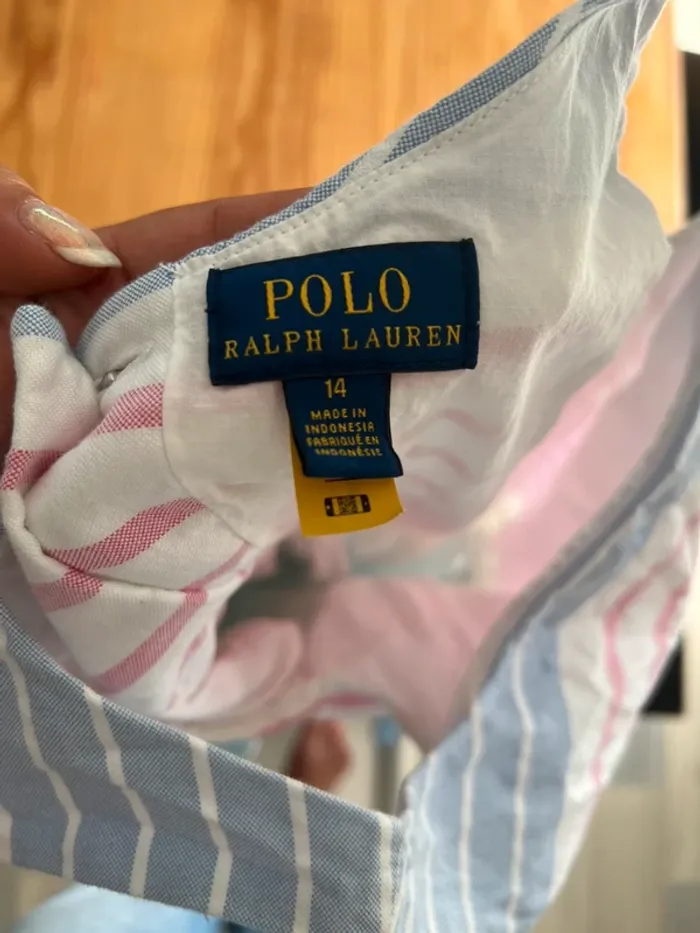 POLO
RALPH LAUREN
14
MADE IN
INDONESIA
FABRIQUÉ EN
INDONÉSIE